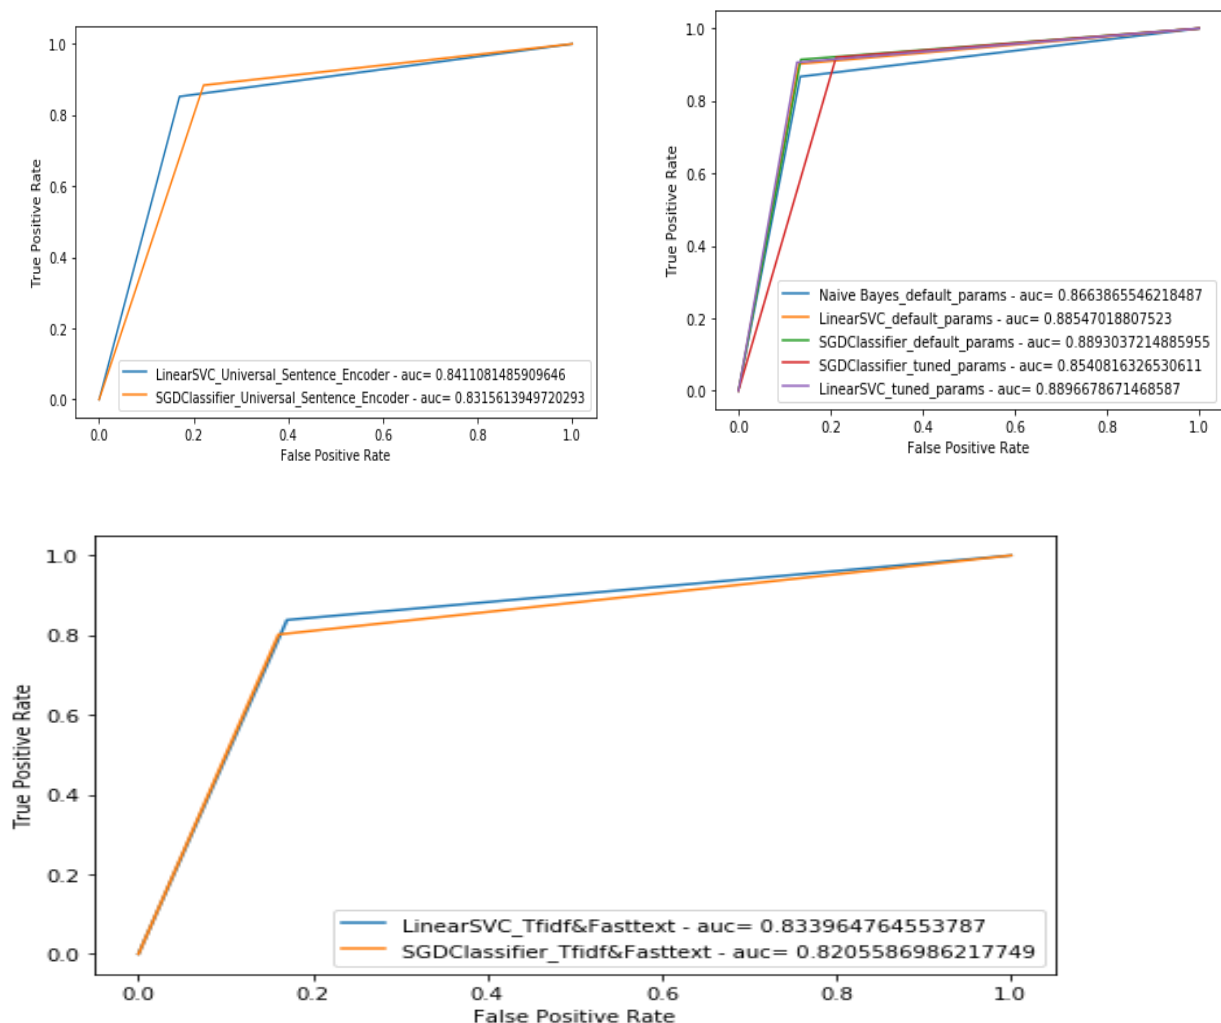 1.0
0.8
0.6
0.4
0.2
0.0
True Positive Rate
LinearSVC_Universal_Sentence_Encoder - auc= 0.8411081485909646
SGDClassifier_Universal_Sentence_Encoder - auc= 0.8315613949720293
0.0 0.2 0.4 0.6 0.8 1.0
False Positive Rate
1.0
0.8
0.6
0.4
0.2
0.0
True Positive Rate
Naive Bayes_default_params - auc= 0.8663865546218487
LinearSVC_default_params - auc= 0.88547018807523
SGDClassifier_default_params - auc= 0.8893037214885955
SGDClassifier_tuned_params - auc= 0.8540816326530611
LinearSVC_tuned_params - auc= 0.8896678671468587
0.0 0.2 0.4 0.6 0.8 1.0
False Positive Rate
1.0
0.8
0.6
0.4
0.2
0.0
True Positive Rate
LinearSVC_Tfidf&Fasttext - auc= 0.833964764553787
SGDClassifier_Tfidf&Fasttext - auc= 0.8205586986217749
0.0 0.2 0.4 0.6 0.8 1.0
False Positive Rate